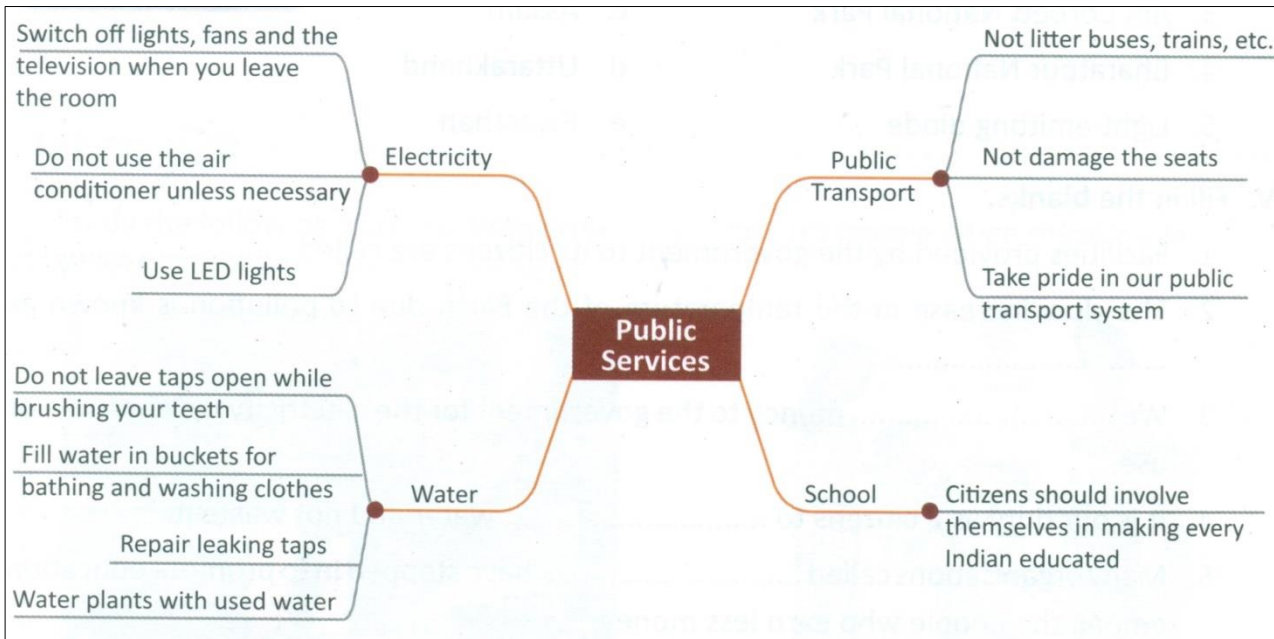 Switch off lights, fans and the
television when you leave
the room
Do not use the air
conditioner unless necessary
Use LED lights
Electricity
Not litter buses, trains, etc.
Not damage the seats
Take pride in our public
transport system
Public
Transport
Public
Services
Do not leave taps open while
brushing your teeth
Fill water in buckets for
bathing and washing clothes
Repair leaking taps
Water plants with used water
Water
School
Citizens should involve
themselves in making every
Indian educated